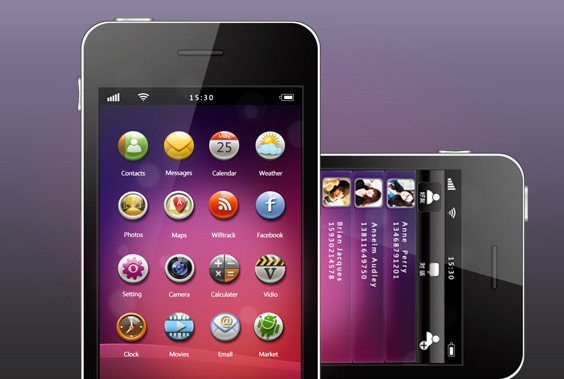 15:30
Contacts
Messages
Calendar
Weather
25
Photos
Maps
Wifitrack
Facebook
Setting
Camera
Calculater
Vidio
Clock
Movies
Email
Market
15:30
Anne Perry
13468791201
Anselm Audley
13811649750
Brian Jacques
15930214578